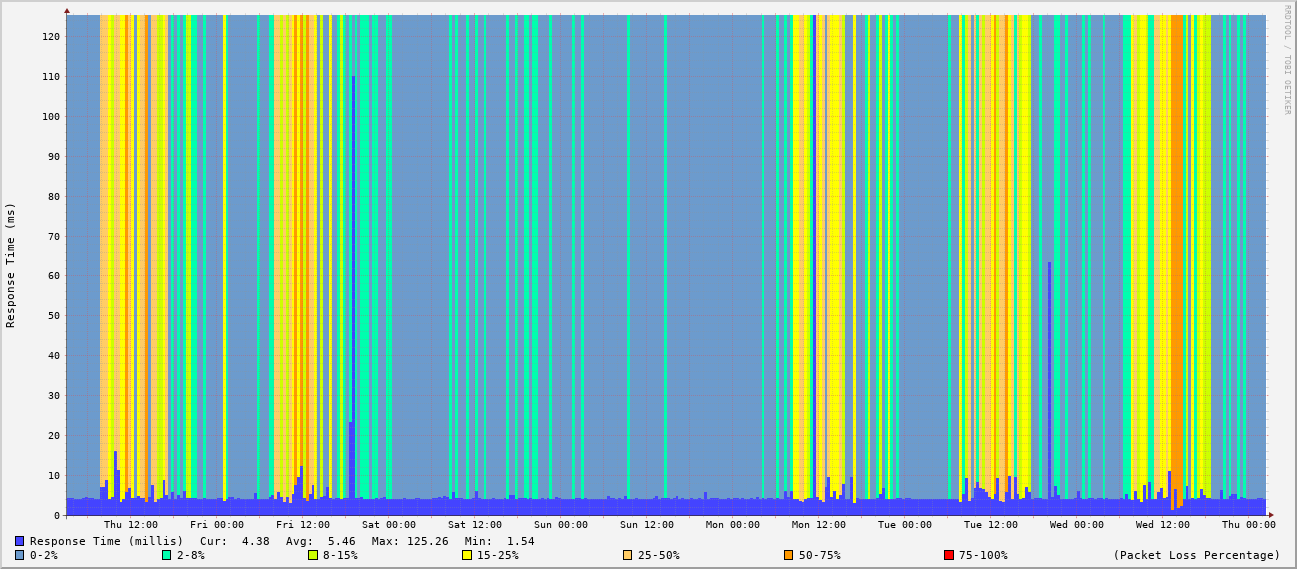 RRDTOOL / TOBI OETIKER
Response Time (ms)
120
110
100
90
80
70
60
50
40
30
20
10
0
Thu 12:00 Fri 00:00 Fri 12:00 Sat 00:00 Sat 12:00 Sun 00:00 Sun 12:00 Mon 00:00 Mon 12:00 Tue 00:00 Tue 12:00 Wed 00:00 Wed 12:00 Thu 00:00
Response Time (millis) Cur: 4.38 Avg: 5.46 Max: 125.26 Min: 1.54
0-2% 2-8% 8-15% 15-25% 25-50% 50-75% 75-100% (Packet Loss Percentage)